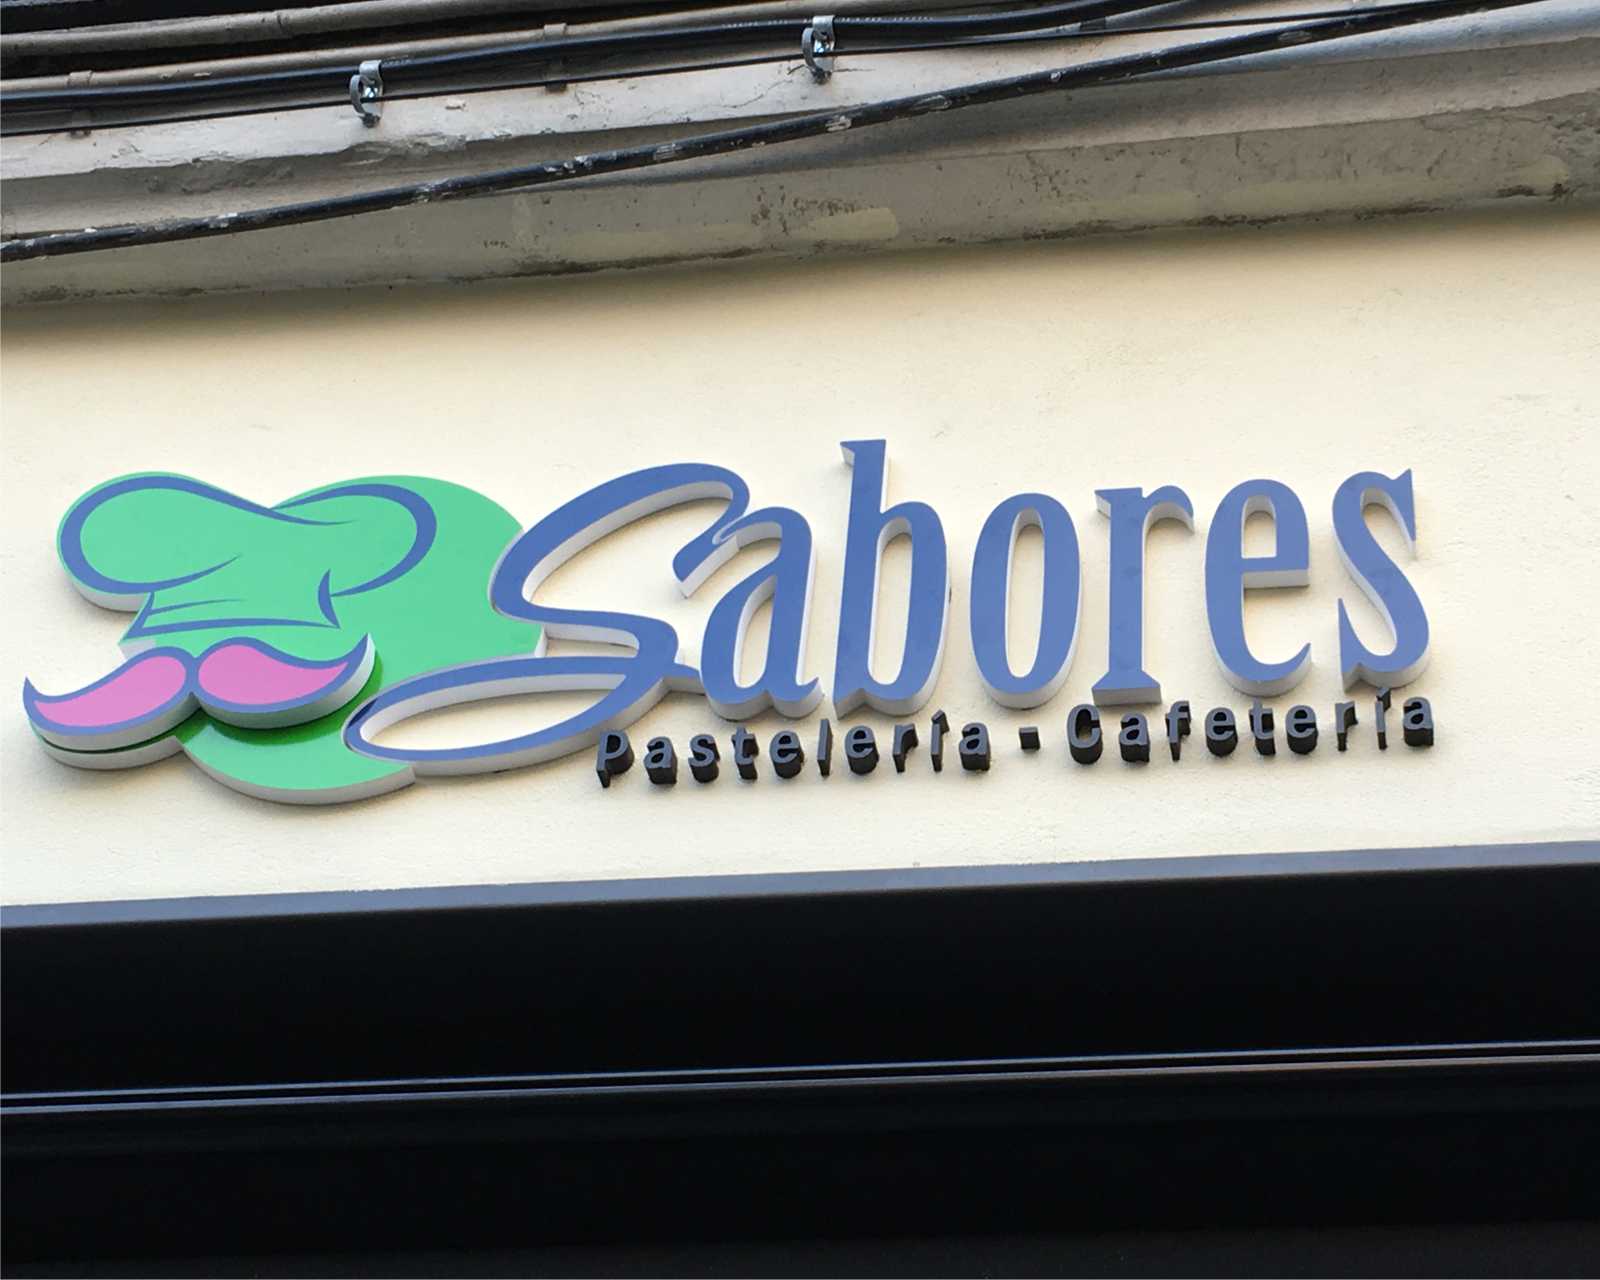 Sabores
Pastelería - Cafetería